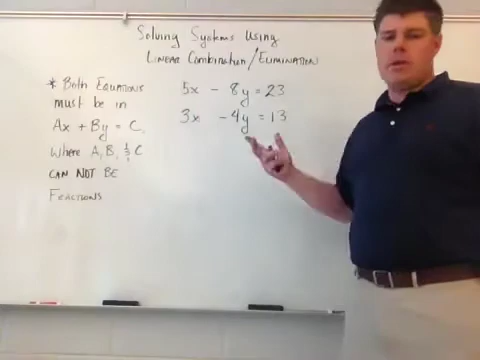 Solving Systems Using
Linear Combination/Elimination
* Both Equations
must be in
Ax + By = C,
where A, B, & C
CAN NOT BE
Fractions
5x - 8y = 23
3x - 4y = 13